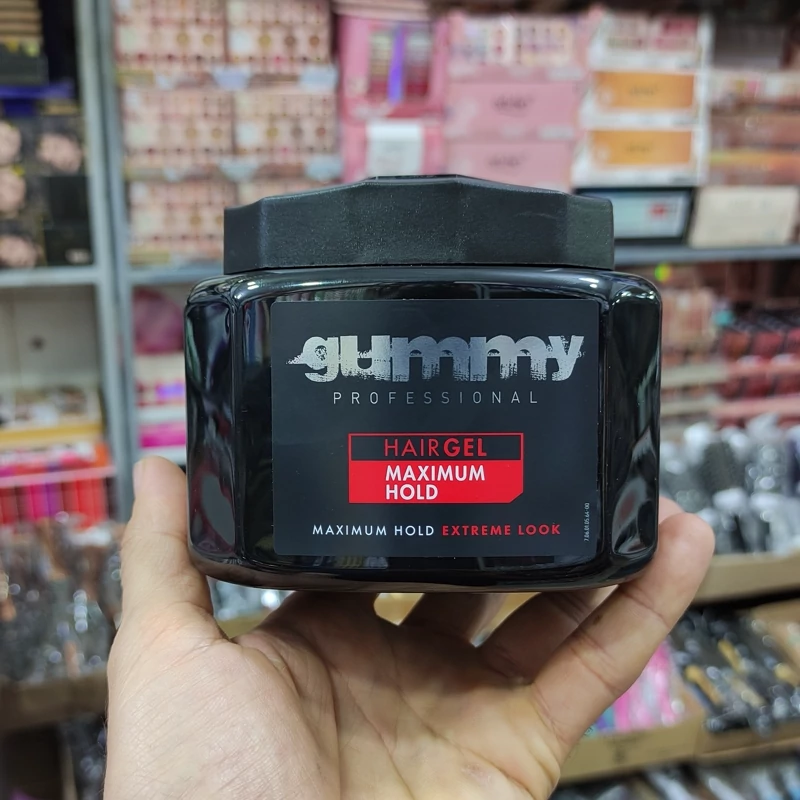 gummy
PROFESSIONAL
HAIRGEL
MAXIMUM
HOLD
MAXIMUM HOLD EXTREME LOOK